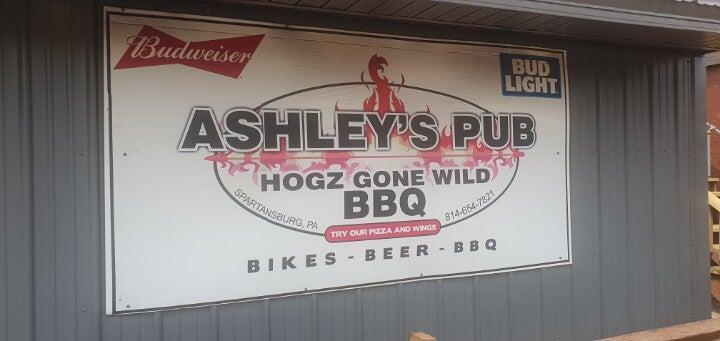 Budweiser
BUD
LIGHT
ASHLEY'S PUB
HOGZ GONE WILD
BBQ
SPARTANSBURG, PA
814-654-7821
TRY OUR PIZZA AND WINGS
BIKES - BEER - BBQ